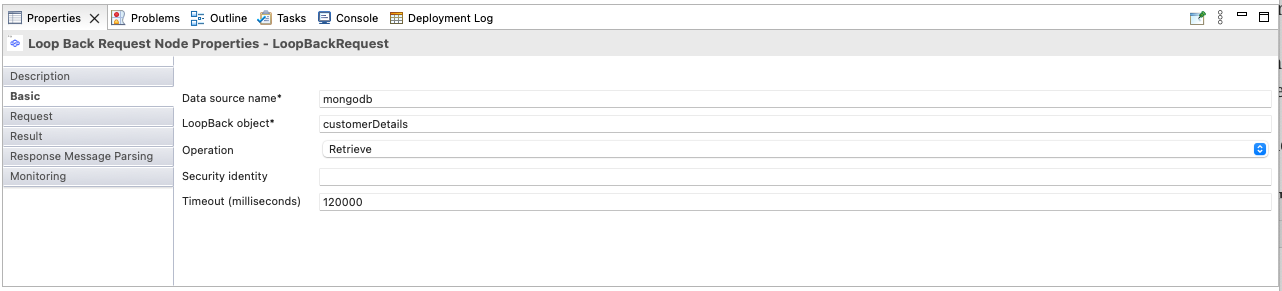 Properties Problems Outline Tasks Console Deployment Log
Loop Back Request Node Properties - LoopBackRequest
Description
Basic
Request
Result
Response Message Parsing
Monitoring
Data source name* mongodb
LoopBack object* customerDetails
Operation Retrieve
Security identity
Timeout (milliseconds) 120000